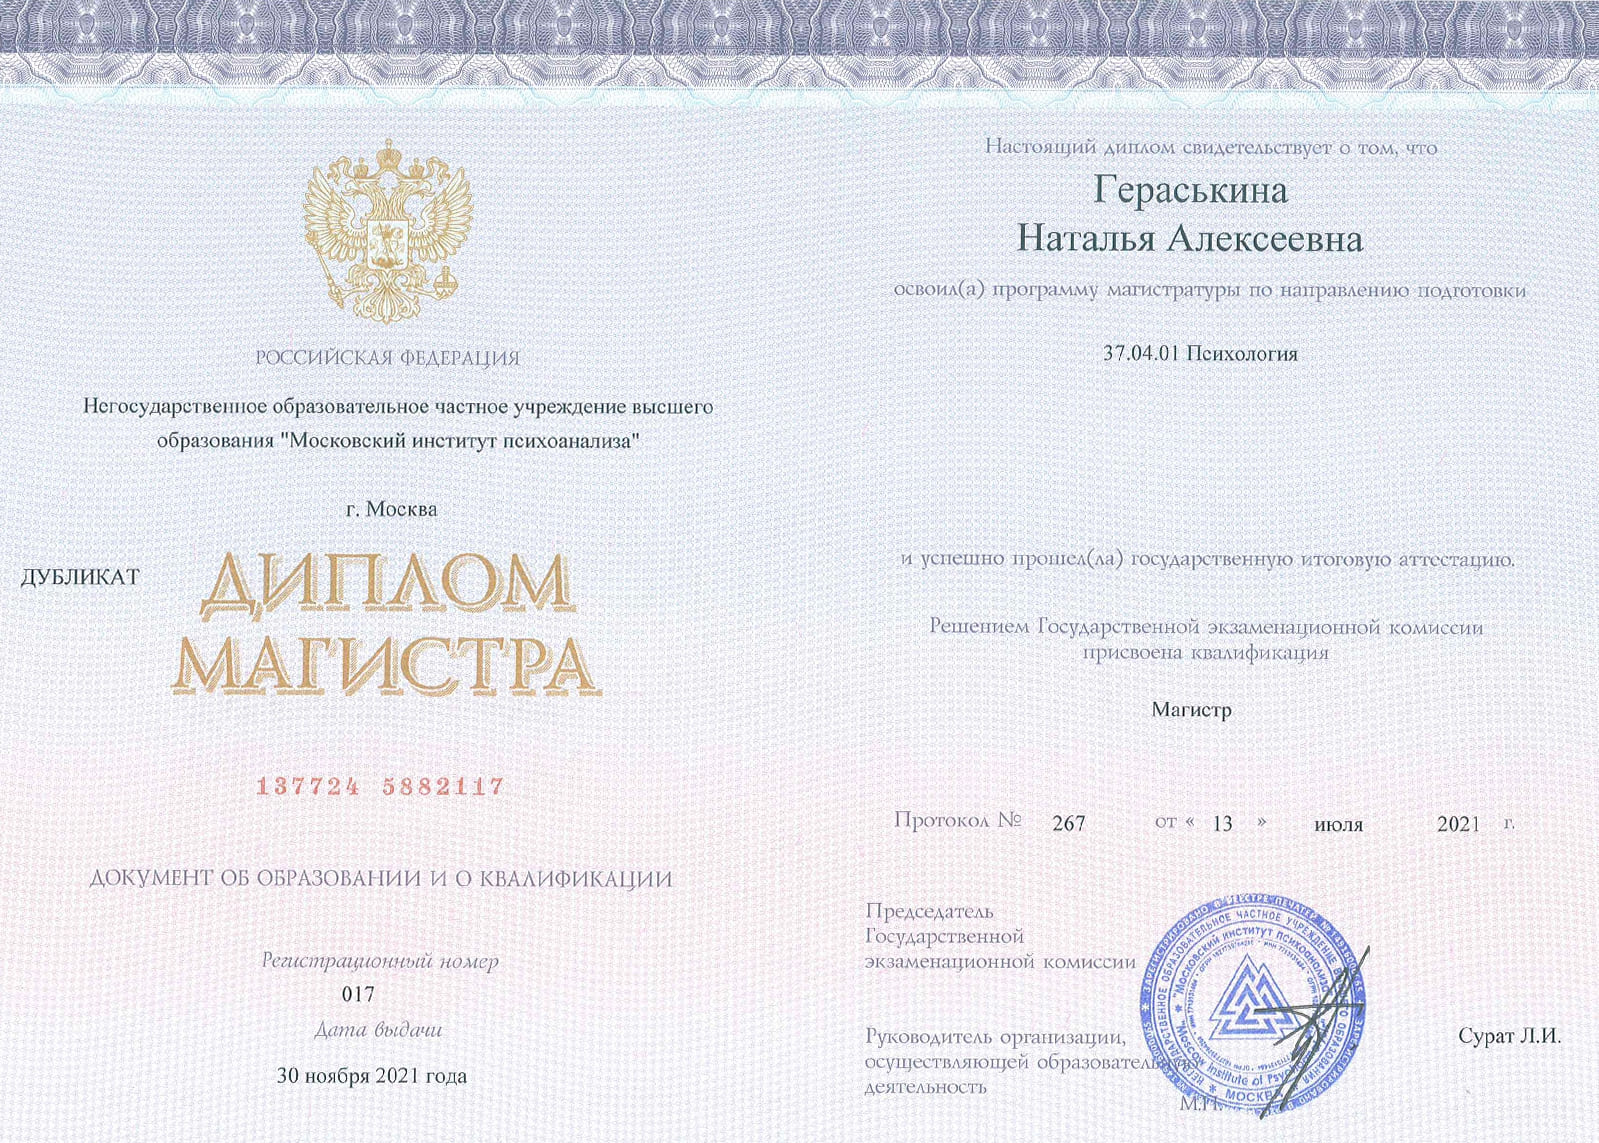 РОССИЙСКАЯ ФЕДЕРАЦИЯ
Негосударственное образовательное частное учреждение высшего
образования "Московский институт психоанализа"
г. Москва
ДУБЛИКАТ
ДИПЛОМ
МАГИСТРА
137724 5882117
ДОКУМЕНТ ОБ ОБРАЗОВАНИИ И О КВАЛИФИКАЦИИ
Регистрационный номер
017
Дата выдачи
30 ноября 2021 года
Настоящий диплом свидетельствует о том, что
Гераськина
Наталья Алексеевна
освоил(а) программу магистратуры по направлению подготовки
37.04.01 Психология
и успешно прошел(ла) государственную итоговую аттестацию.
Решением Государственной экзаменационной комиссии
присвоена квалификация
Магистр
Протокол № 267 от « 13 » июля 2021 г.
Председатель
Государственной
экзаменационной комиссии
Руководитель организации,
осуществляющей образовательную
деятельность
Сурат Л.И.
М.П.
ЗАРЕГИСТРИРОВАНО В РЕЕСТРЕ ПЕЧАТЕЙ
НЕГОСУДАРСТВЕННОЕ ОБРАЗОВАТЕЛЬНОЕ ЧАСТНОЕ УЧРЕЖДЕНИЕ ВЫСШЕГО ОБРАЗОВАНИЯ
"МОСКОВСКИЙ ИНСТИТУТ ПСИХОАНАЛИЗА"
"Moscow Institute of
МОСКВА